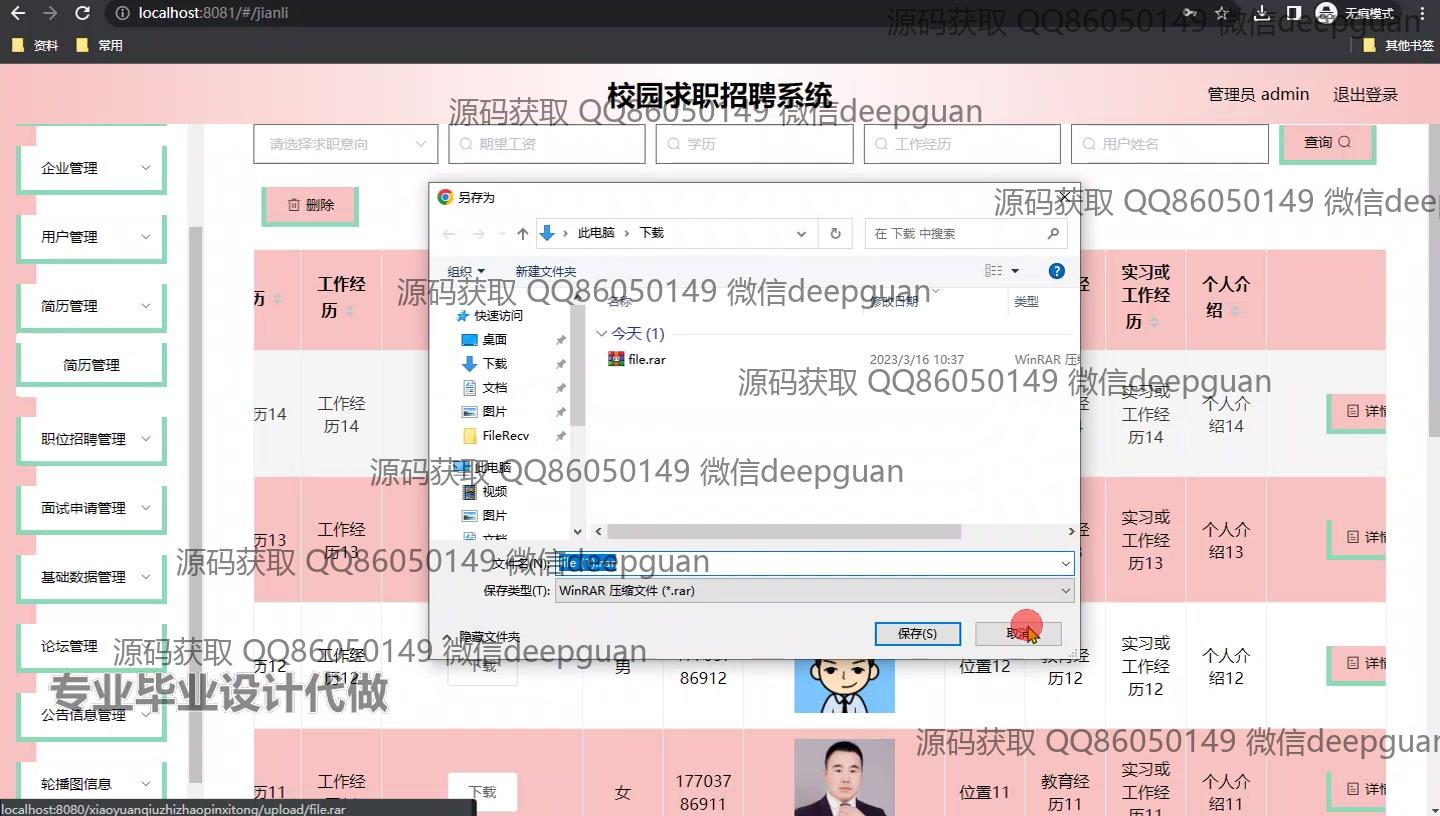 localhost:8081/#/jianli
无痕模式
资料
常用
其他书签
源码获取 QQ86050149 微信deepguan
校园求职招聘系统
管理员 admin
退出登录
源码获取 QQ86050149 微信deepguan
请选择求职意向
期望工资
学历
工作经历
用户姓名
查询
企业管理
用户管理
简历管理
简历管理
职位招聘管理
面试申请管理
基础数据管理
论坛管理
公告信息管理
轮播图信息
删除
另存为
源码获取 QQ86050149 微信deep
此电脑
下载
在 下载 中搜索
组织
新建文件夹
源码获取 QQ86050149 微信deepguan
名称
修改日期
类型
快速访问
桌面
下载
文档
图片
FileRecv
此电脑
视频
图片
文档
今天 (1)
file.rar
2023/3/16 10:37
WinRAR 压缩
源码获取 QQ86050149 微信deepguan
源码获取 QQ86050149 微信deepguan
源码获取 QQ86050149 微信deepguan
文件名(N):
保存类型(T):
WinRAR 压缩文件 (*.rar)
隐藏文件夹
保存(S)
取消
历
工作经
历
经
实习或
工作经
历
个人介
绍
历14
工作经
历14
实习或
工作经
历14
个人介
绍14
详情
历13
工作经
历13
实习或
工作经
历13
个人介
绍13
详情
源码获取 QQ86050149 微信deepguan
专业毕业设计代做
历12
工作经
历12
下载
男
177037
86912
位置12
教育经
历12
实习或
工作经
历12
个人介
绍12
详情
源码获取 QQ86050149 微信deepguan
历11
工作经
下载
女
177037
86911
位置11
教育经
历11
实习或
工作经
历11
个人介
绍11
详情
localhost:8080/xiaoyuanqiuzhizhaopinxitong/upload/file.rar